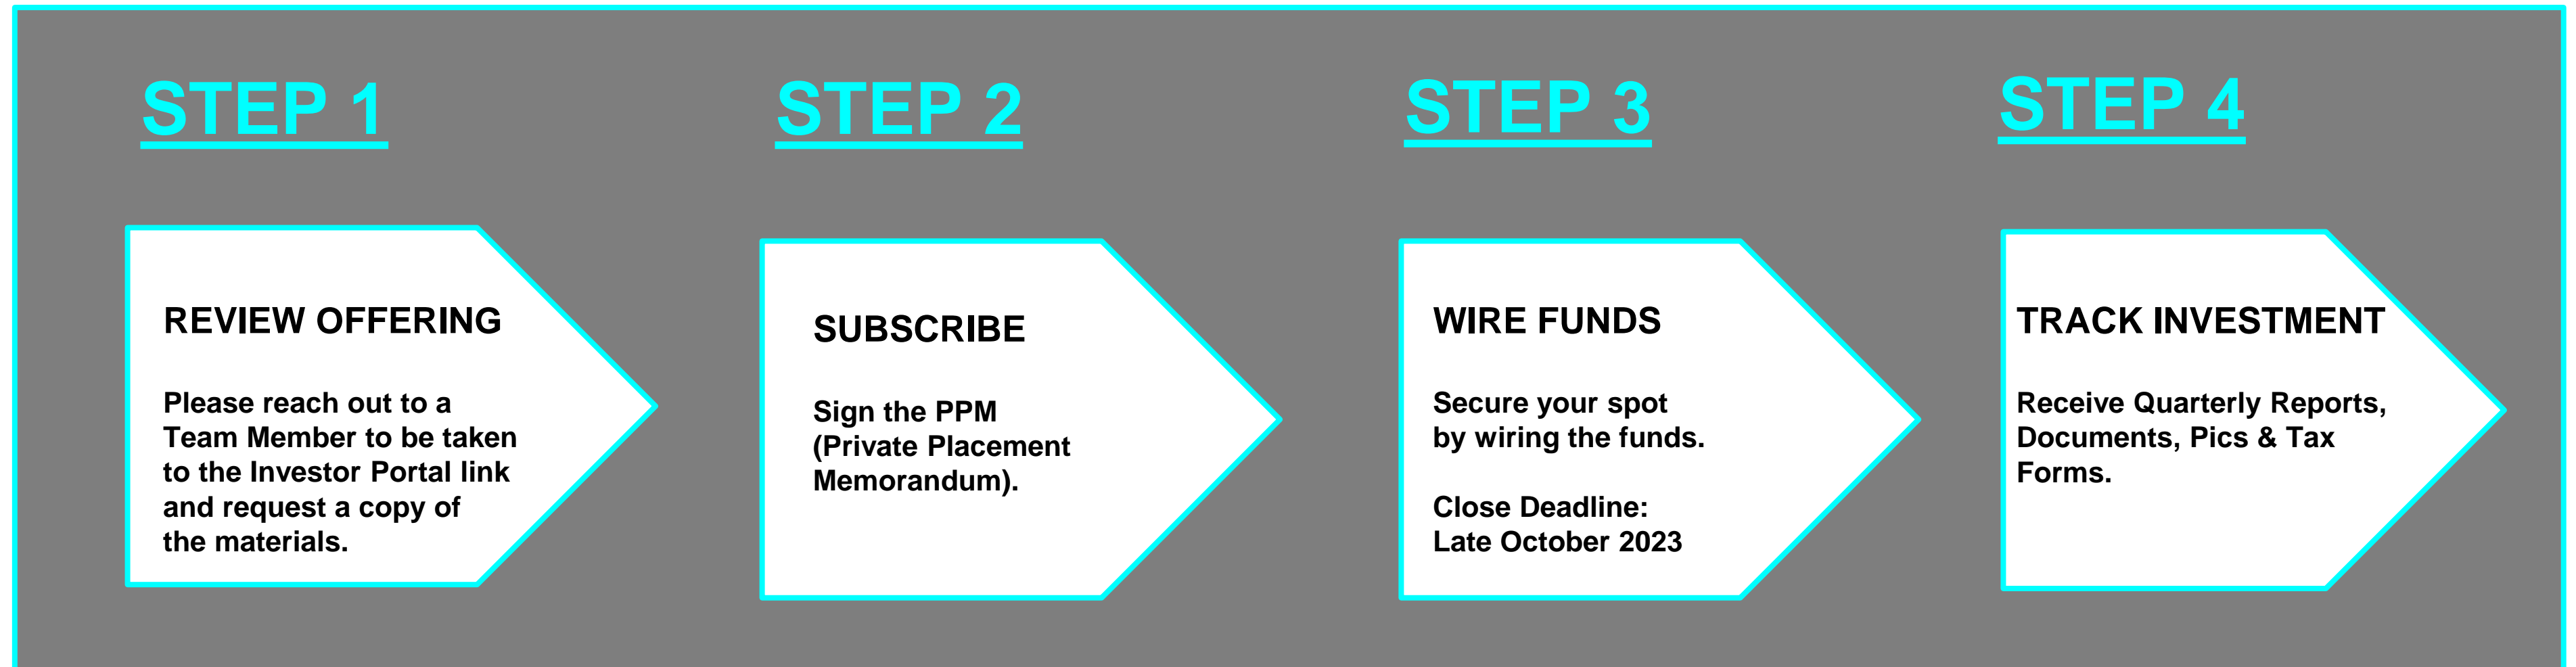 STEP 1
REVIEW OFFERING
Please reach out to a
Team Member to be taken
to the Investor Portal link
and request a copy of
the materials.
STEP 2
SUBSCRIBE
Sign the PPM
(Private Placement
Memorandum).
STEP 3
WIRE FUNDS
Secure your spot
by wiring the funds.
Close Deadline:
Late October 2023
STEP 4
TRACK INVESTMENT
Receive Quarterly Reports,
Documents, Pics & Tax
Forms.